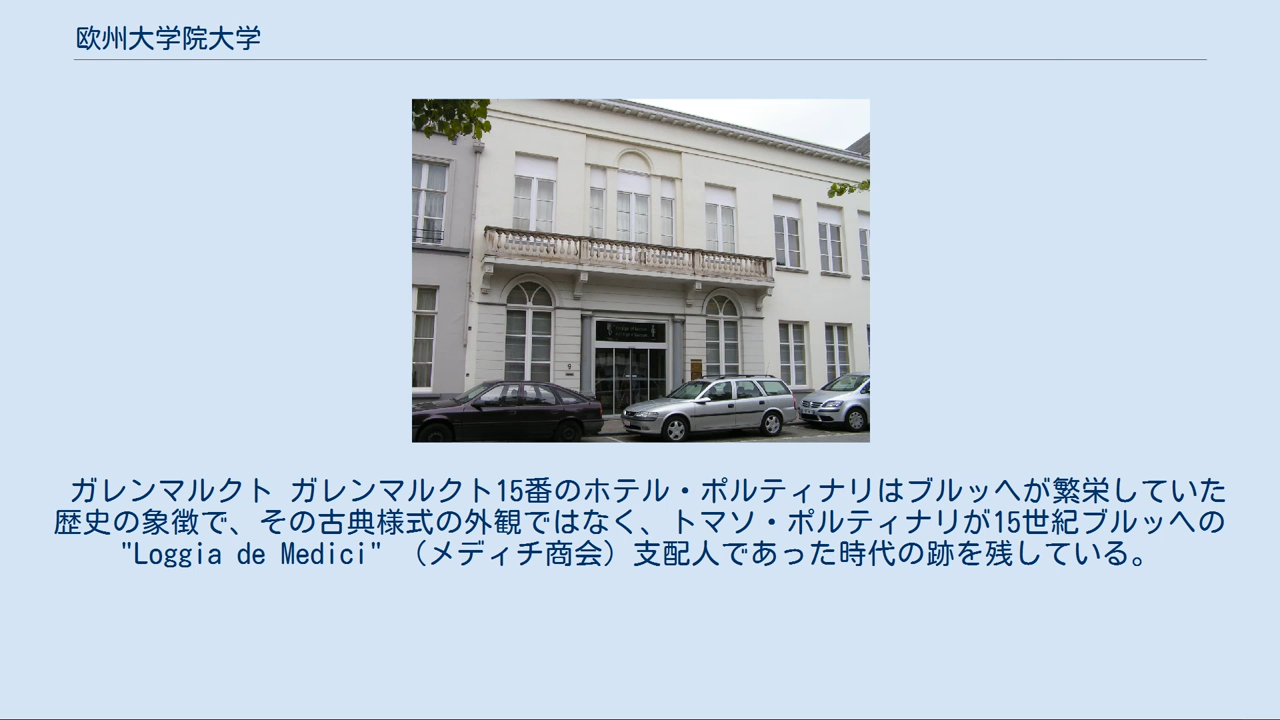 欧州大学院大学
9
ガレンマルクト ガレンマルクト15番のホテル・ポルティナリはブルッヘが繁栄していた
歴史の象徴で、その古典様式の外観ではなく、トマソ・ポルティナリが15世紀ブルッヘの
"Loggia de Medici" （メディチ商会）支配人であった時代の跡を残している。